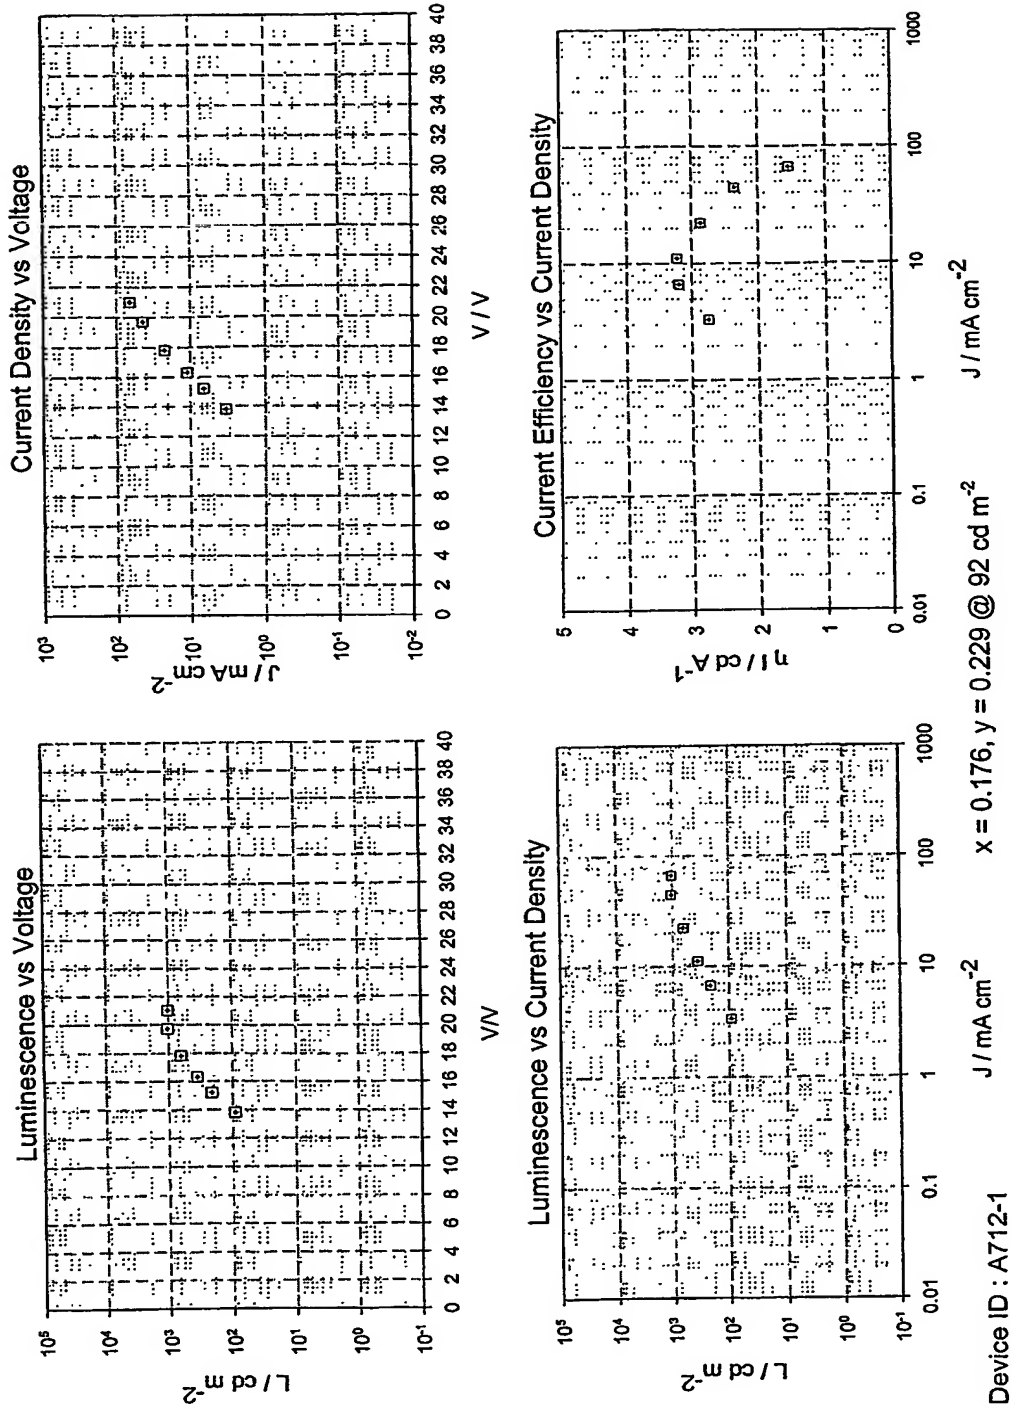 Luminescence vs Voltage
L / cd m⁻²
10⁵
10⁴
10³
10²
10¹
10⁰
10⁻¹
0 2 4 6 8 10 12 14 16 18 20 22 24 26 28 30 32 34 36 38 40
V/V
Current Density vs Voltage
J / mA cm⁻²
10³
10²
10¹
10⁰
10⁻¹
10⁻²
0 2 4 6 8 10 12 14 16 18 20 22 24 26 28 30 32 34 36 38 40
V / V
Luminescence vs Current Density
L / cd m⁻²
10⁵
10⁴
10³
10²
10¹
10⁰
10⁻¹
0.01 0.1 1 10 100 1000
J / mA cm⁻²
Current Efficiency vs Current Density
η I / cd A⁻¹
5
4
3
2
1
0
0.01 0.1 1 10 100 1000
J / mA cm⁻²
Device ID : A712-1
x = 0.176, y = 0.229 @ 92 cd m⁻²